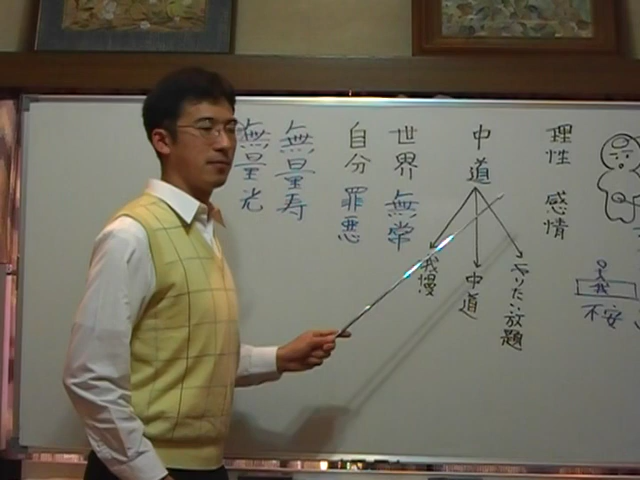 不安
理性 感情
中道
やりたい放題
中道
我慢
世界 無常
自分 罪悪
無量寿
無量光